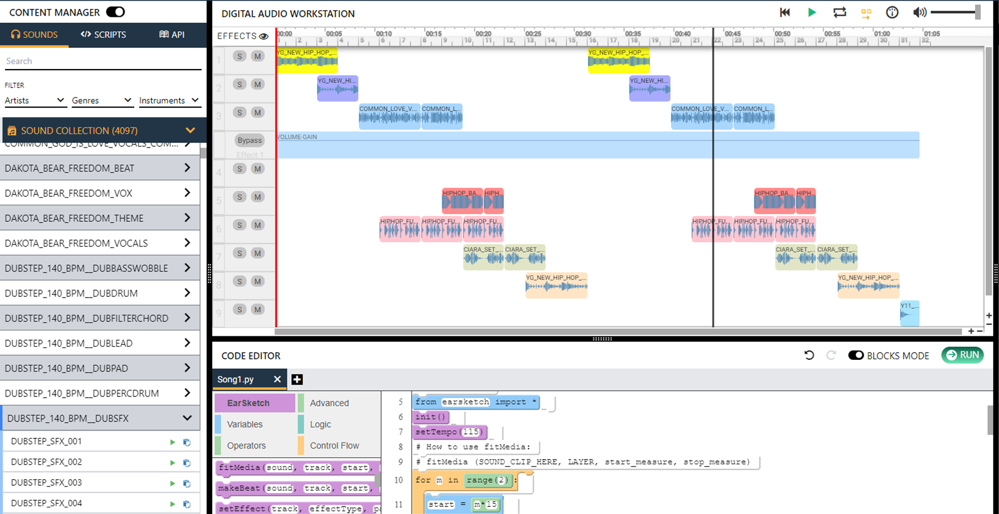 CONTENT MANAGER
SOUNDS
</> SCRIPTS
API
Search
FILTER
Artists
Genres
Instruments
SOUND COLLECTION (4097)
COMMON_GOD_IS_LOVE_VOCALS_COM...
DAKOTA_BEAR_FREEDOM_BEAT
DAKOTA_BEAR_FREEDOM_VOX
DAKOTA_BEAR_FREEDOM_THEME
DAKOTA_BEAR_FREEDOM_VOCALS
DUBSTEP_140_BPM__DUBBASSWOBBLE
DUBSTEP_140_BPM__DUBDRUM
DUBSTEP_140_BPM__DUBFILTERCHORD
DUBSTEP_140_BPM__DUBLEAD
DUBSTEP_140_BPM__DUBPAD
DUBSTEP_140_BPM__DUBPERCDRUM
DUBSTEP_140_BPM__DUBSFX
DUBSTEP_SFX_001
DUBSTEP_SFX_002
DUBSTEP_SFX_003
DUBSTEP_SFX_004
DIGITAL AUDIO WORKSTATION
EFFECTS
00:00 00:05 00:10 00:15 00:20 00:25 00:30 00:35 00:40 00:45 00:50 00:55 01:00 01:05
1 2 3 4 5 6 7 8 9 10 11 12 13 14 15 16 17 18 19 20 21 22 23 24 25 26 27 28 29 30 31 32
1 S M YG_NEW_HIP_HOP_... YG_NEW_HIP_HOP_...
2 S M YG_NEW_HI... YG_NEW_HI...
3 S M COMMON_LOVE_V... COMMON_L... COMMON_LOVE_V... COMMON_L...
Bypass VOLUME-GAIN
Effect 1
4 S M
5 S M HIPHOP_BA... HIPH... HIPHOP_BA... HIPH...
6 S M HIPHOP_FU... HIPHOP_FU... HIPHOP_FU... HIPHOP_FU... HIPHOP_FU... HIPHOP_FU...
7 S M CIARA_SET_... CIARA_SET_... CIARA_SET_... CIARA_SET_...
8 S M YG_NEW_HIP_HOP_... YG_NEW_HIP_HOP_...
9 S M Y11_...
CODE EDITOR
BLOCKS MODE
RUN
Song1.py
EarSketch
Advanced
Variables
Logic
Operators
Control Flow
fitMedia(sound, track, start,
makeBeat(sound, track, start,
setEffect(track, effectType, pa
5 from earsketch import *
6 init()
7 setTempo(115)
8 # How to use fitMedia:
9 # fitMedia (SOUND_CLIP_HERE, LAYER, start_measure, stop_measure)
10 for m in range(2):
11 start = m*15